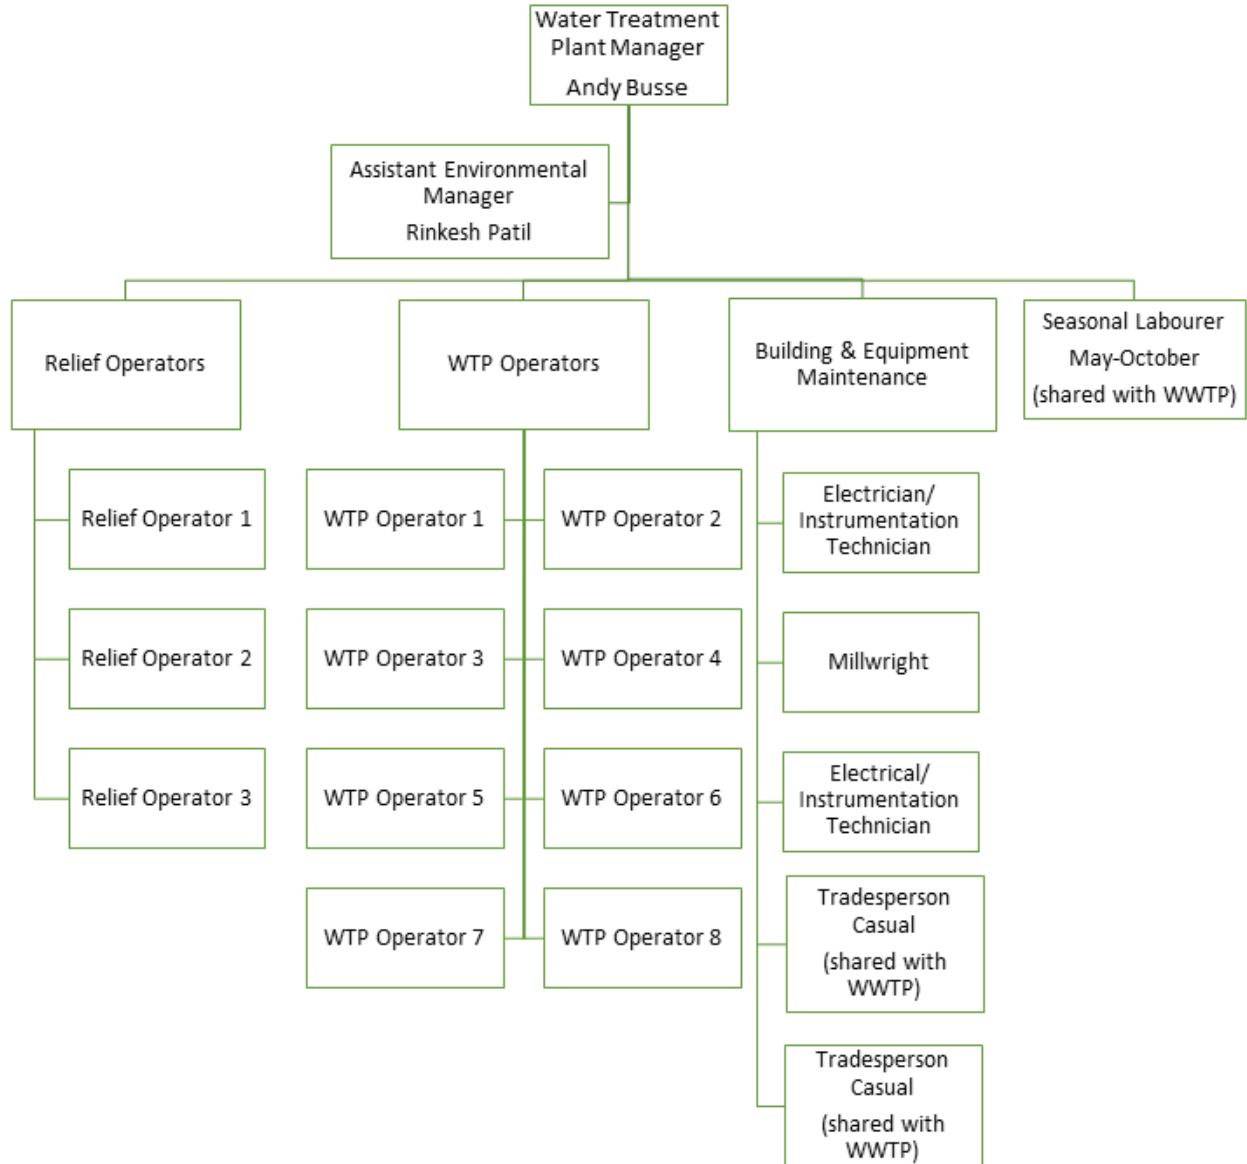 Water Treatment
Plant Manager
Andy Busse
Assistant Environmental
Manager
Rinkesh Patil
Relief Operators
WTP Operators
Building & Equipment
Maintenance
Seasonal Labourer
May-October
(shared with WWTP)
Relief Operator 1
Relief Operator 2
Relief Operator 3
WTP Operator 1
WTP Operator 2
WTP Operator 3
WTP Operator 4
WTP Operator 5
WTP Operator 6
WTP Operator 7
WTP Operator 8
Electrician/
Instrumentation
Technician
Millwright
Electrical/
Instrumentation
Technician
Tradesperson
Casual
(shared with
WWTP)
Tradesperson
Casual
(shared with
WWTP)